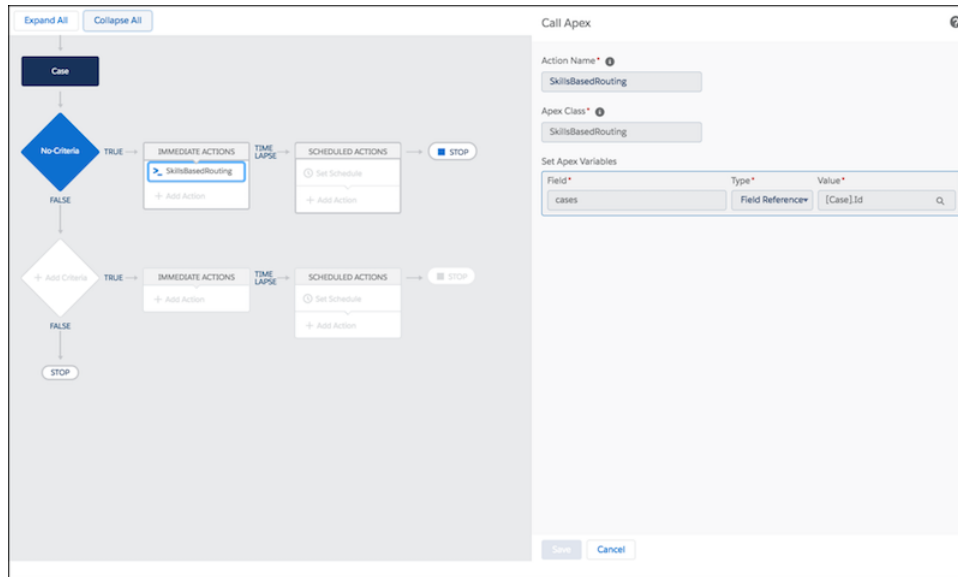 Expand All Collapse All
Call Apex ?
Case
Action Name* i
SkillsBasedRouting
Apex Class* i
SkillsBasedRouting
No-Criteria TRUE IMMEDIATE ACTIONS TIME LAPSE SCHEDULED ACTIONS STOP
>_ SkillsBasedRouting Set Schedule
+ Add Action + Add Action
Set Apex Variables
Field* Type* Value*
cases Field Reference [Case].Id
FALSE
+ Add Criteria TRUE IMMEDIATE ACTIONS TIME LAPSE SCHEDULED ACTIONS STOP
+ Add Action Set Schedule
+ Add Action
FALSE
STOP
Save Cancel